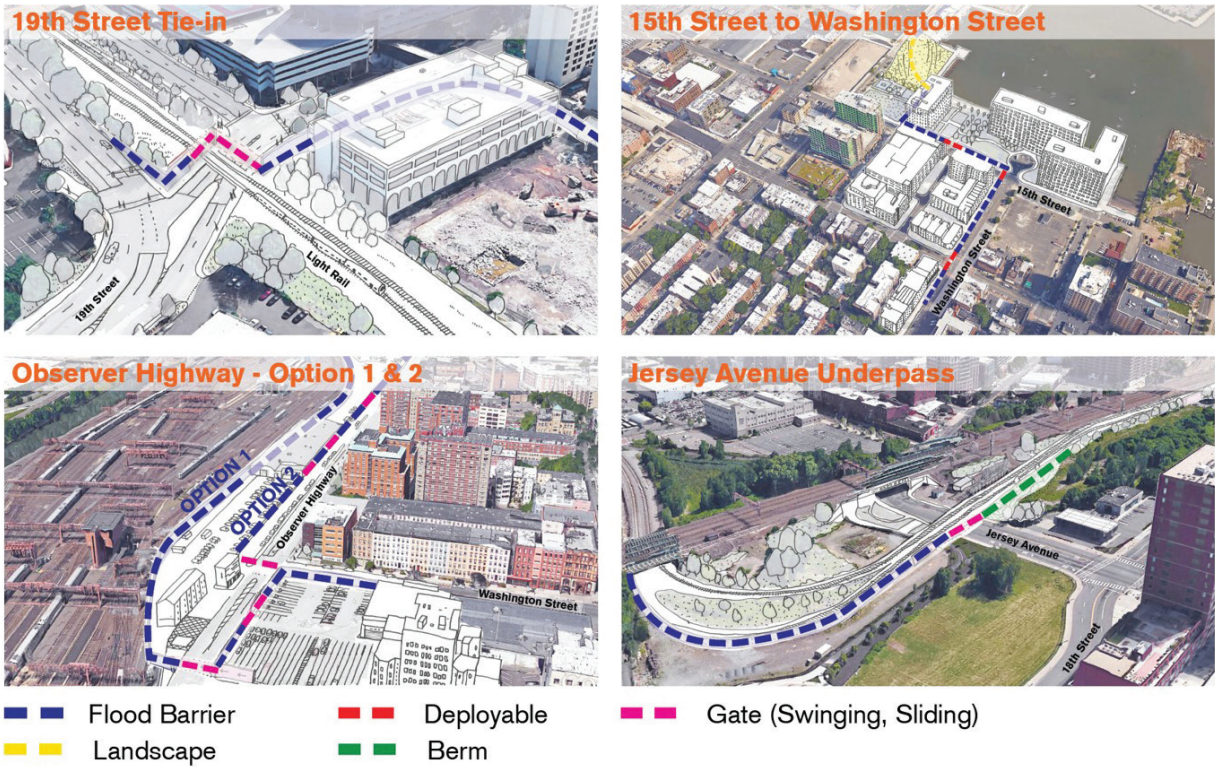 19th Street Tie-in
19th Street
Light Rail
15th Street to Washington Street
15th Street
Washington Street
Observer Highway - Option 1 & 2
OPTION 1
OPTION 2
Observer Highway
Washington Street
Jersey Avenue Underpass
Jersey Avenue
18th Street
Flood Barrier
Deployable
Gate (Swinging, Sliding)
Landscape
Berm